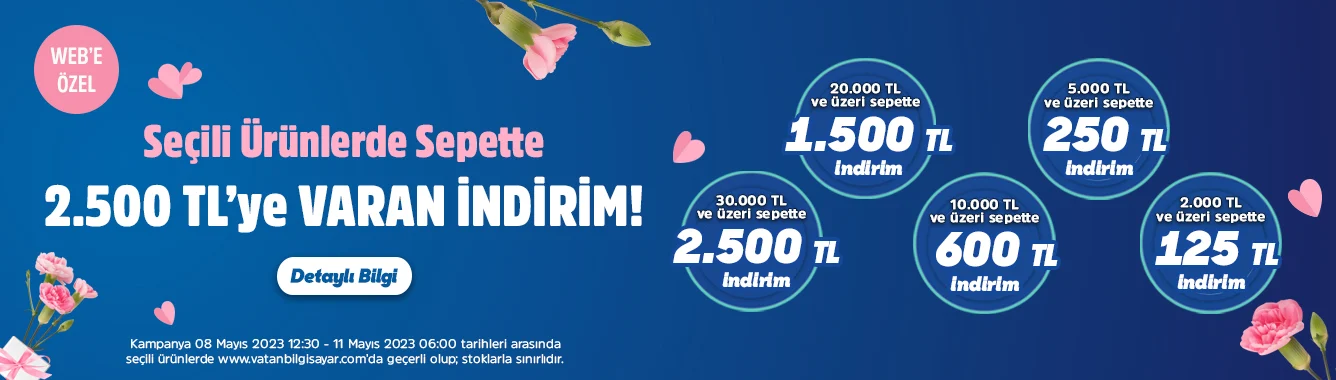 WEB'E
ÖZEL
Seçili Ürünlerde Sepette
2.500 TL'ye VARAN İNDİRİM!
Detaylı Bilgi
Kampanya 08 Mayıs 2023 12:30 - 11 Mayıs 2023 06:00 tarihleri arasında
seçili ürünlerde www.vatanbilgisayar.com'da geçerli olup; stoklarla sınırlıdır.
30.000 TL
ve üzeri sepette
2.500 TL
indirim
20.000 TL
ve üzeri sepette
1.500 TL
indirim
10.000 TL
ve üzeri sepette
600 TL
indirim
5.000 TL
ve üzeri sepette
250 TL
indirim
2.000 TL
ve üzeri sepette
125 TL
indirim